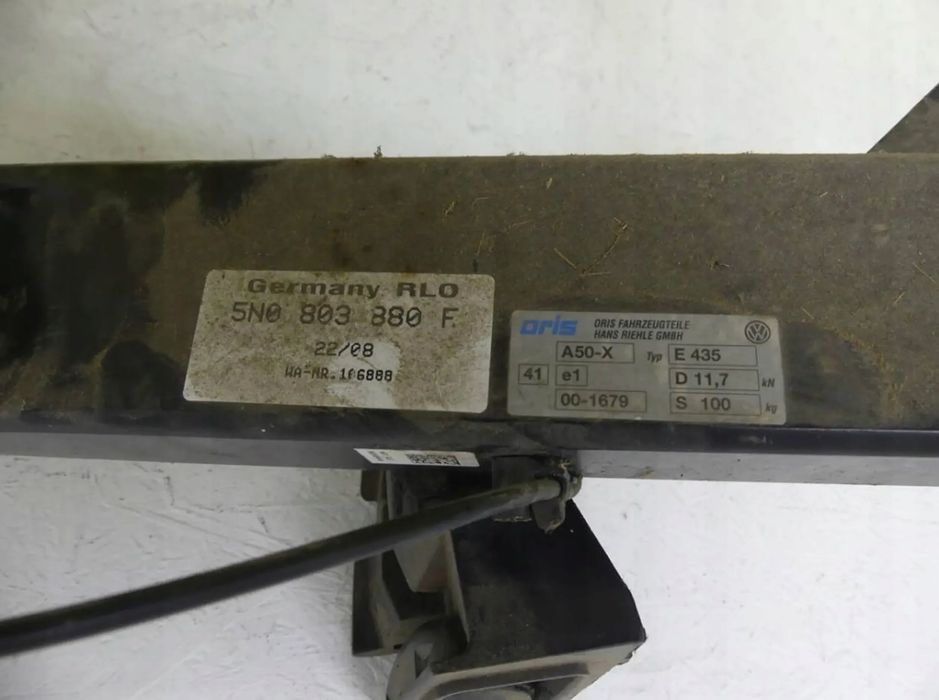 Germany RLO
5N0 803 880 F
22/08
WA-NR.106888
oris ORIS FAHRZEUGTEILE
HANS RIEHLE GMBH
A50-X Typ E 435
41 e1 D 11,7 kN
00-1679 S 100 kg